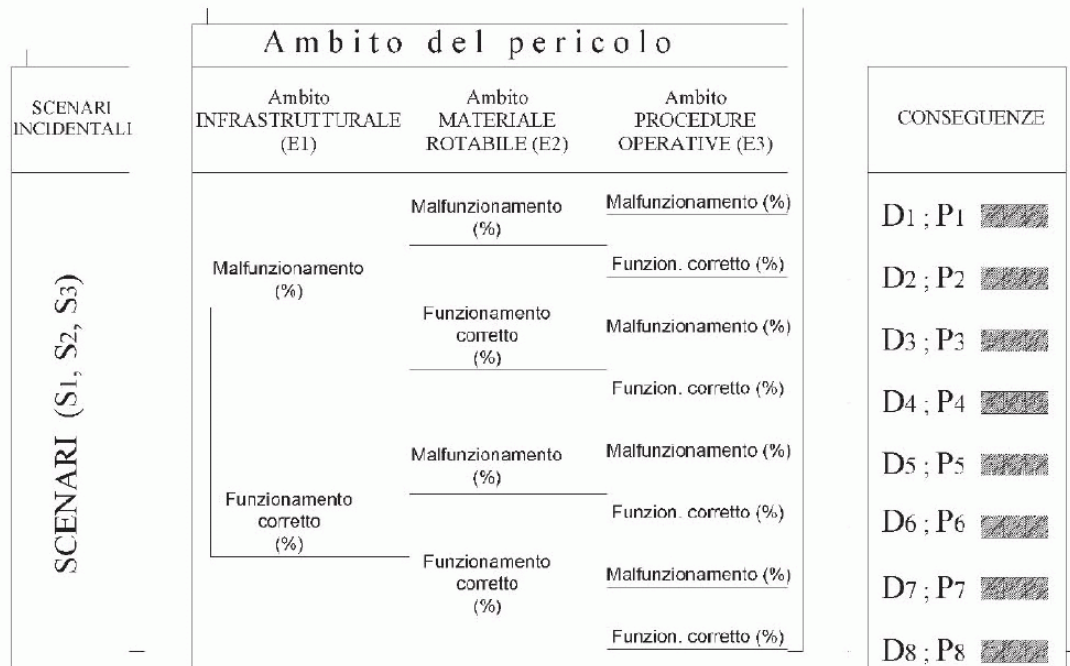 Ambito del pericolo
SCENARI
INCIDENTALI
Ambito
INFRASTRUTTURALE
(E1)
Ambito
MATERIALE
ROTABILE (E2)
Ambito
PROCEDURE
OPERATIVE (E3)
CONSEGUENZE
SCENARI (S1, S2, S3)
Malfunzionamento
(%)
Funzionamento
corretto
(%)
Malfunzionamento
(%)
Funzionamento
corretto
(%)
Malfunzionamento
(%)
Funzionamento
corretto
(%)
Malfunzionamento (%)
Funzion. corretto (%)
Malfunzionamento (%)
Funzion. corretto (%)
Malfunzionamento (%)
Funzion. corretto (%)
Malfunzionamento (%)
Funzion. corretto (%)
D1 ; P1
D2 ; P2
D3 ; P3
D4 ; P4
D5 ; P5
D6 ; P6
D7 ; P7
D8 ; P8